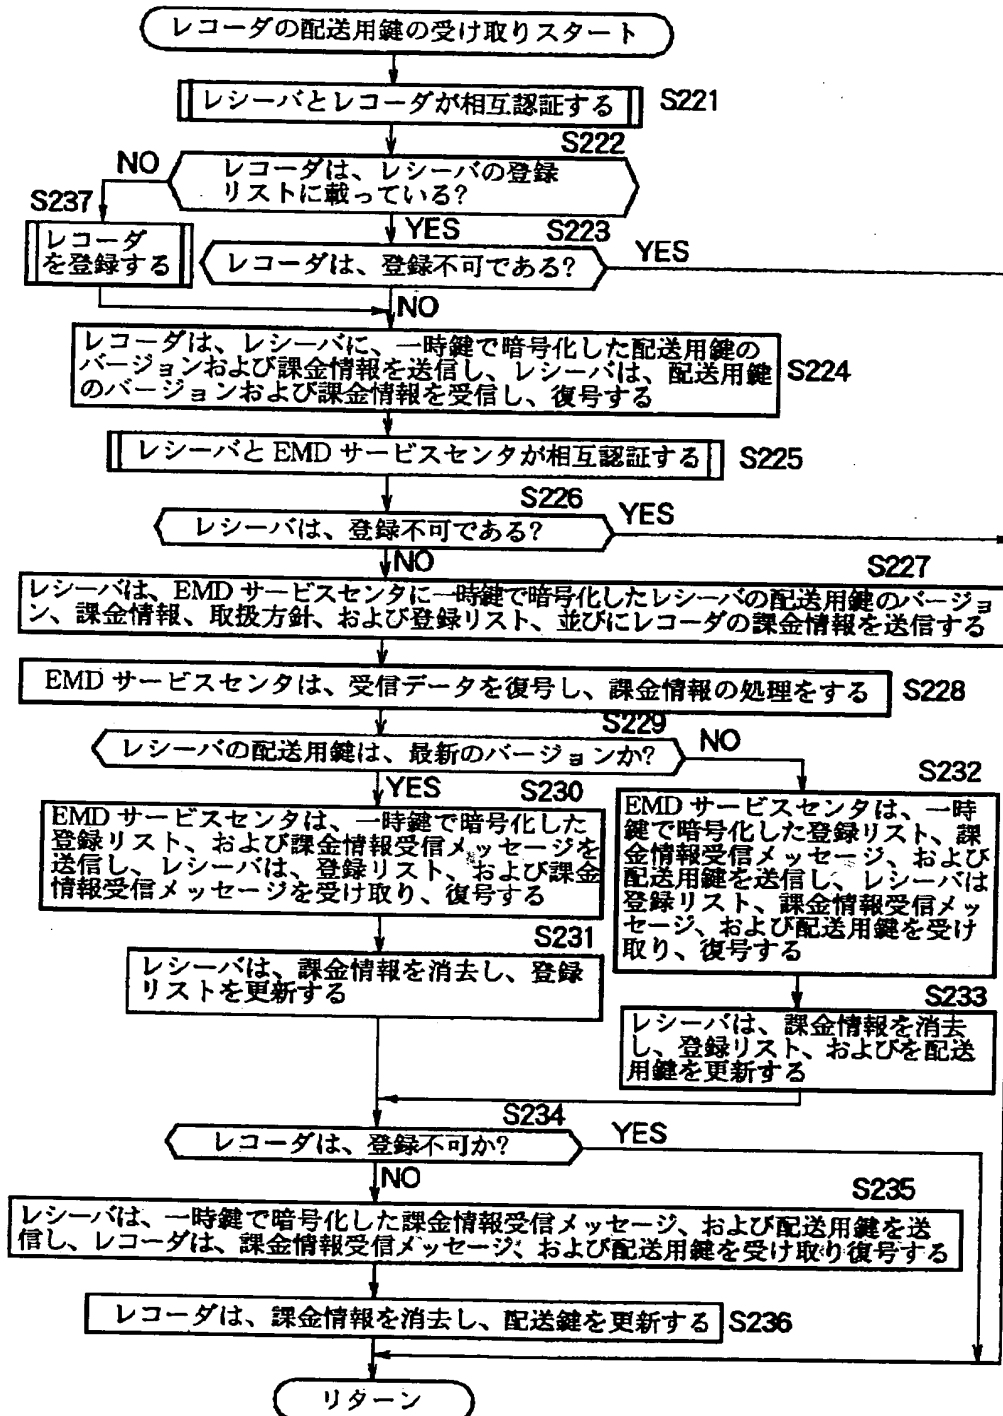 レコーダの配送用鍵の受け取りスタート
レシーバとレコーダが相互認証する
S221
S222
NO
レコーダは、レシーバの登録
リストに載っている?
S237
YES
S223
レコーダ
を登録する
レコーダは、登録不可である?
YES
NO
レコーダは、レシーバに、一時鍵で暗号化した配送用鍵の
バージョンおよび課金情報を送信し、レシーバは、配送用鍵
のバージョンおよび課金情報を受信し、復号する
S224
レシーバと EMD サービスセンタが相互認証する
S225
S226
レシーバは、登録不可である?
YES
NO
S227
レシーバは、EMD サービスセンタに一時鍵で暗号化したレシーバの配送用鍵のバージョ
ン、課金情報、取扱方針、および登録リスト、並びにレコーダの課金情報を送信する
EMD サービスセンタは、受信データを復号し、課金情報の処理をする
S228
S229
レシーバの配送用鍵は、最新のバージョンか?
NO
YES
S230
S232
EMD サービスセンタは、一時鍵で暗号化した
登録リスト、および課金情報受信メッセージを
送信し、レシーバは、登録リスト、および課金
情報受信メッセージを受け取り、復号する
EMD サービスセンタは、一時
鍵で暗号化した登録リスト、課
金情報受信メッセージ、および
配送用鍵を送信し、レシーバは
登録リスト、課金情報受信メッ
セージ、および配送用鍵を受け
取り、復号する
S231
レシーバは、課金情報を消去し、登録
リストを更新する
S233
レシーバは、課金情報を消去
し、登録リスト、およびを配送
用鍵を更新する
S234
レコーダは、登録不可か?
YES
NO
S235
レシーバは、一時鍵で暗号化した課金情報受信メッセージ、および配送用鍵を送
信し、レコーダは、課金情報受信メッセージ、および配送用鍵を受け取り復号する
レコーダは、課金情報を消去し、配送鍵を更新する
S236
リターン